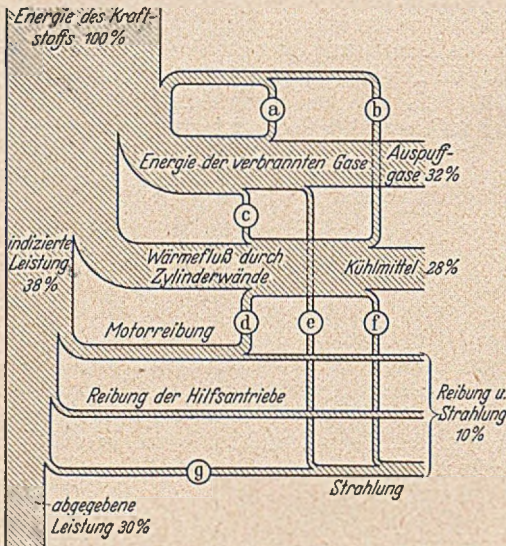 Energie des Kraft-
stoffs 100%
a
b
Energie der verbrannten Gase
Auspuff-
gase 32%
c
indizierte
Leistung
38%
Wärmefluß durch
Zylinderwände
Kühlmittel 28%
d
e
f
Motorreibung
Reibung der Hilfsantriebe
Reibung u.
Strahlung
10%
g
Strahlung
abgegebene
Leistung 30%